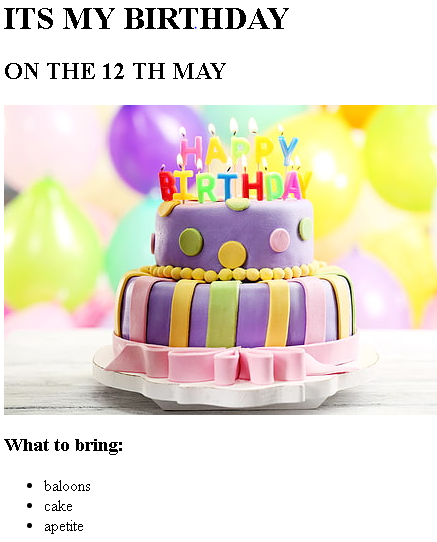 ITS MY BIRTHDAY
ON THE 12 TH MAY
HAPPY
BIRTHDAY
What to bring:
baloons
cake
apetite